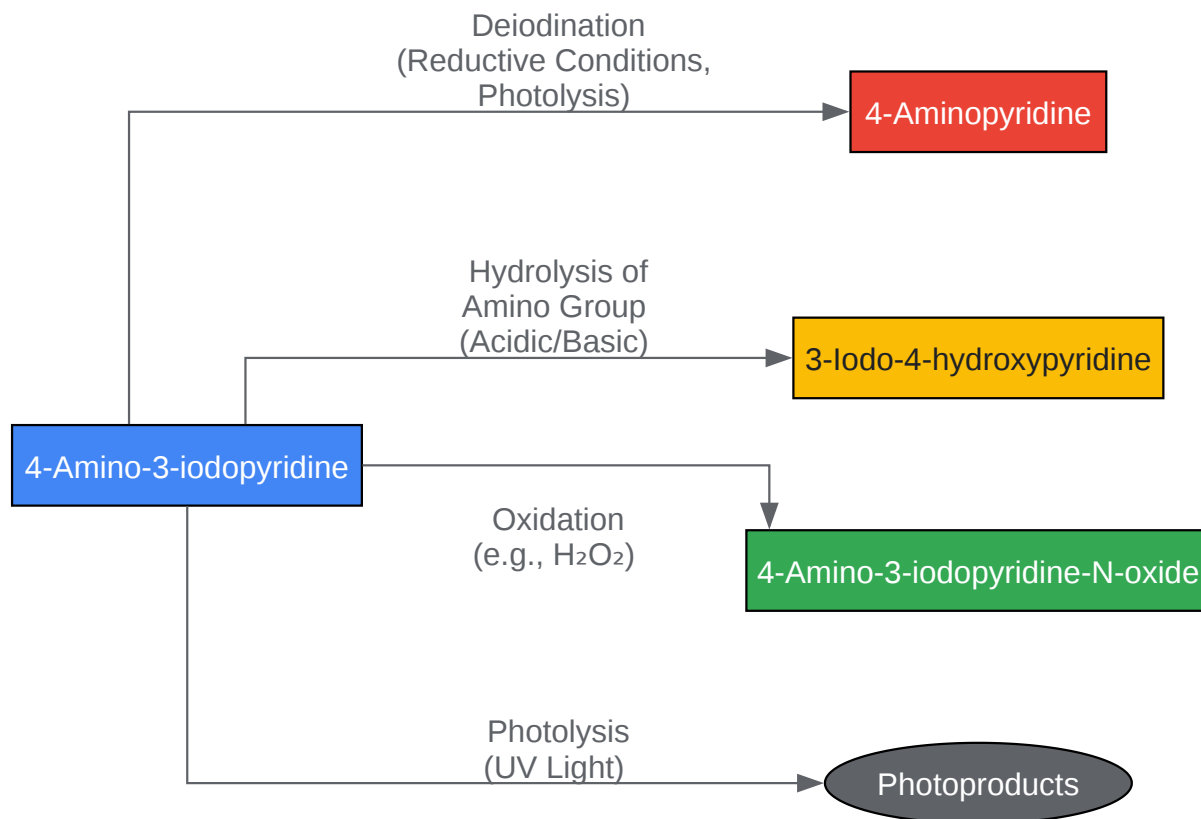 Deiodination
(Reductive Conditions,
Photolysis)
4-Aminopyridine
Hydrolysis of
Amino Group
(Acidic/Basic)
3-Iodo-4-hydroxypyridine
4-Amino-3-iodopyridine
Oxidation
(e.g., H₂O₂)
4-Amino-3-iodopyridine-N-oxide
Photolysis
(UV Light)
Photoproducts